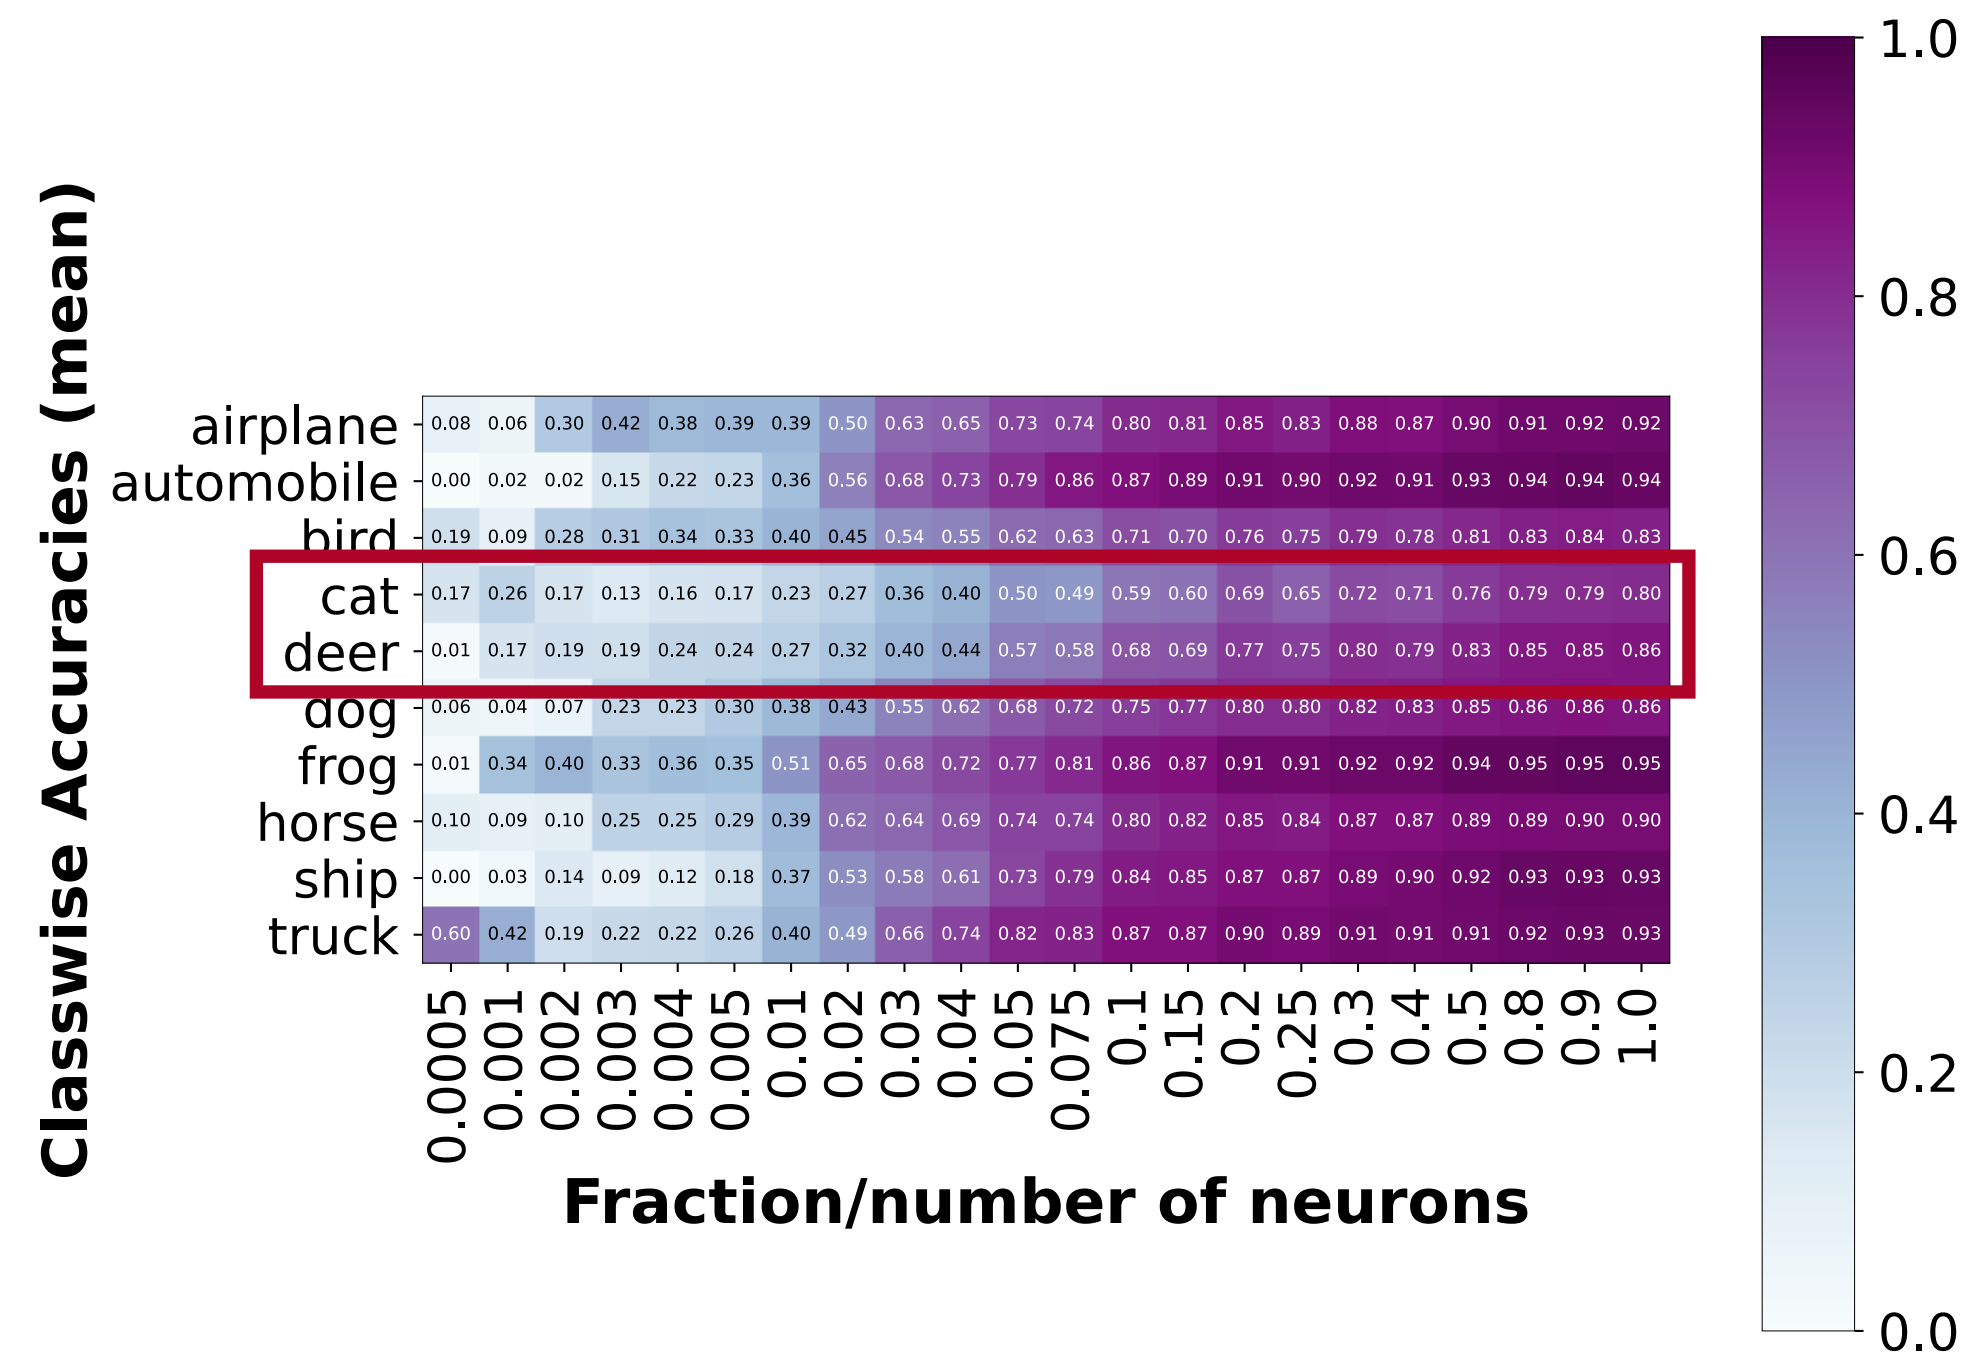 Classwise Accuracies (mean)
airplane 0.08 0.06 0.30 0.42 0.38 0.39 0.39 0.50 0.63 0.65 0.73 0.74 0.80 0.81 0.85 0.83 0.88 0.87 0.90 0.91 0.92 0.92
automobile 0.00 0.02 0.02 0.15 0.22 0.23 0.36 0.56 0.68 0.73 0.79 0.86 0.87 0.89 0.91 0.90 0.92 0.91 0.93 0.94 0.94 0.94
bird 0.19 0.09 0.28 0.31 0.34 0.33 0.40 0.45 0.54 0.55 0.62 0.63 0.71 0.70 0.76 0.75 0.79 0.78 0.81 0.83 0.84 0.83
cat 0.17 0.26 0.17 0.13 0.16 0.17 0.23 0.27 0.36 0.40 0.50 0.49 0.59 0.60 0.69 0.65 0.72 0.71 0.76 0.79 0.79 0.80
deer 0.01 0.17 0.19 0.19 0.24 0.24 0.27 0.32 0.40 0.44 0.57 0.58 0.68 0.69 0.77 0.75 0.80 0.79 0.83 0.85 0.85 0.86
dog 0.06 0.04 0.07 0.23 0.23 0.30 0.38 0.43 0.55 0.62 0.68 0.72 0.75 0.77 0.80 0.80 0.82 0.83 0.85 0.86 0.86 0.86
frog 0.01 0.34 0.40 0.33 0.36 0.35 0.51 0.65 0.68 0.72 0.77 0.81 0.86 0.87 0.91 0.91 0.92 0.92 0.94 0.95 0.95 0.95
horse 0.10 0.09 0.10 0.25 0.25 0.29 0.39 0.62 0.64 0.69 0.74 0.74 0.80 0.82 0.85 0.84 0.87 0.87 0.89 0.89 0.90 0.90
ship 0.00 0.03 0.14 0.09 0.12 0.18 0.37 0.53 0.58 0.61 0.73 0.79 0.84 0.85 0.87 0.87 0.89 0.90 0.92 0.93 0.93 0.93
truck 0.60 0.42 0.19 0.22 0.22 0.26 0.40 0.49 0.66 0.74 0.82 0.83 0.87 0.87 0.90 0.89 0.91 0.91 0.91 0.92 0.93 0.93
0.0005 0.001 0.002 0.003 0.004 0.005 0.01 0.02 0.03 0.04 0.05 0.075 0.1 0.15 0.2 0.25 0.3 0.4 0.5 0.8 0.9 1.0
Fraction/number of neurons
1.0
0.8
0.6
0.4
0.2
0.0